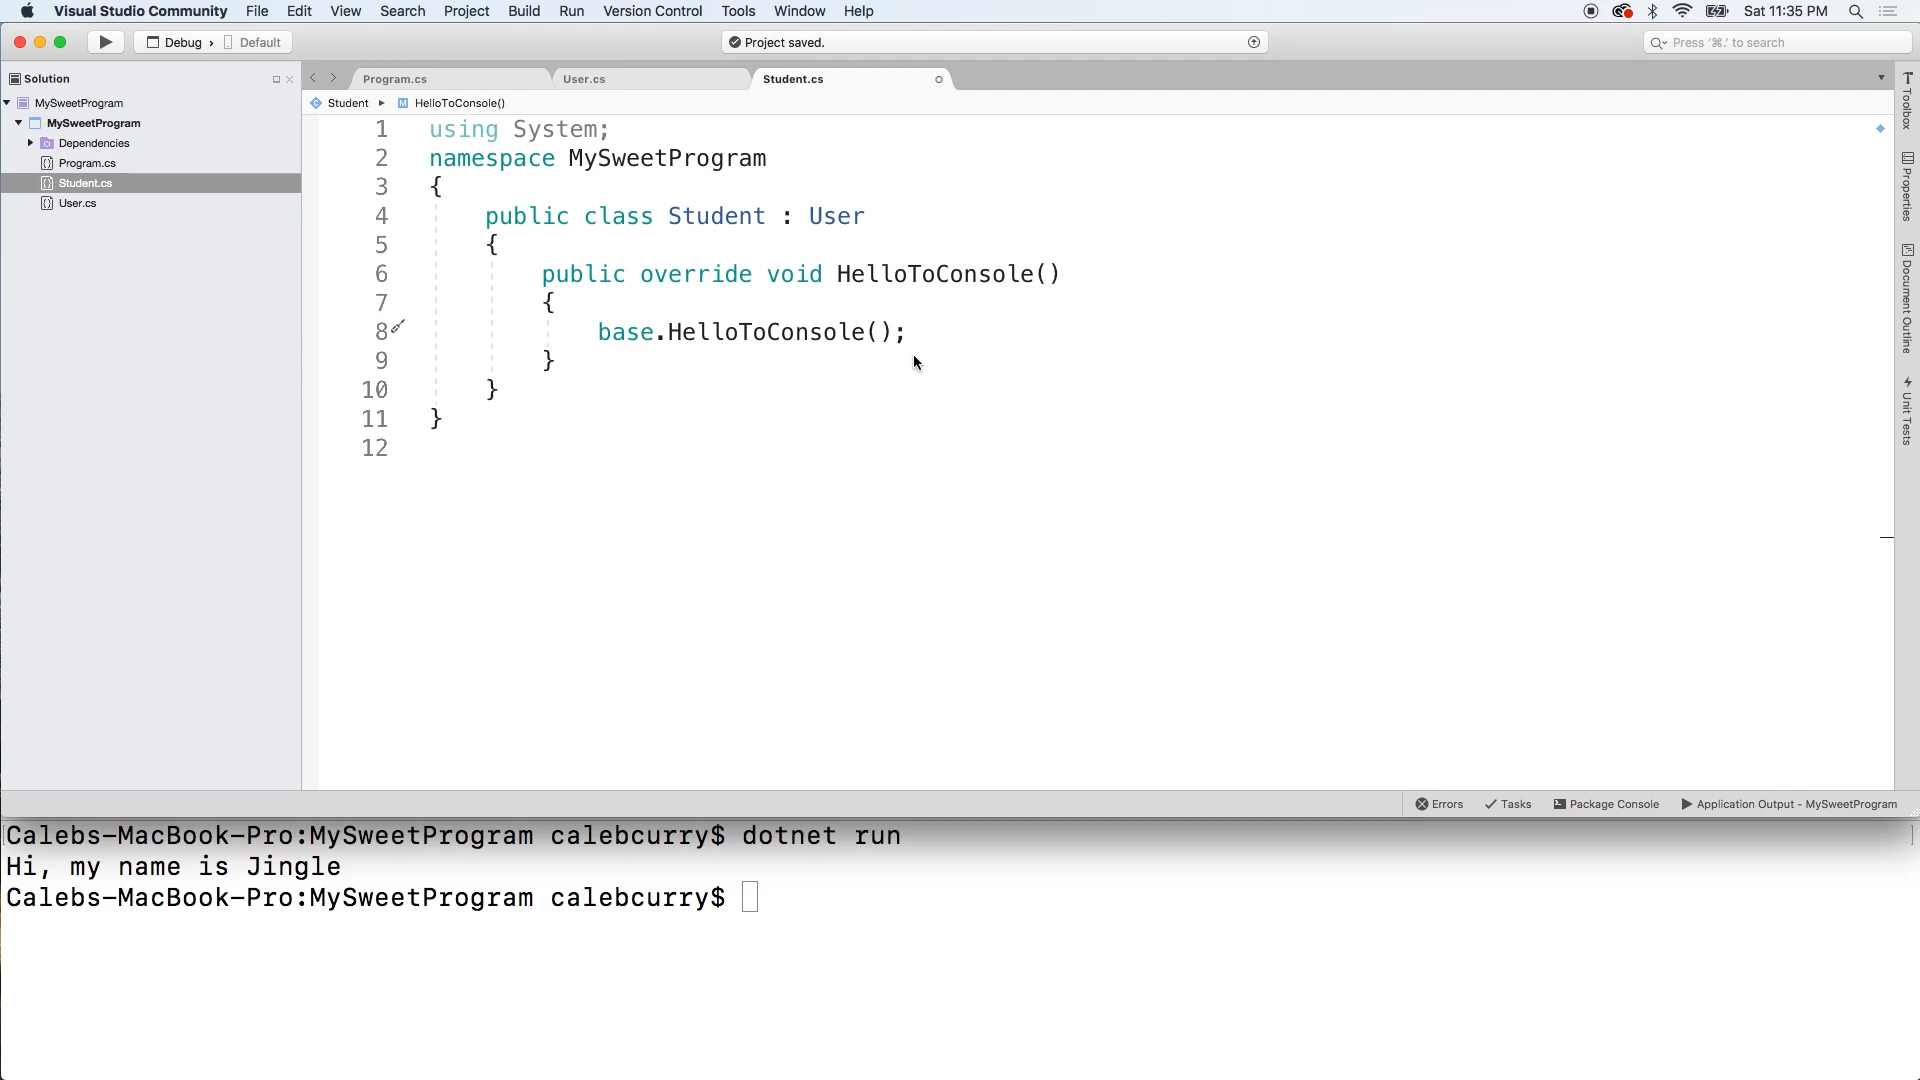 Visual Studio Community File Edit View Search Project Build Run Version Control Tools Window Help Sat 11:35 PM
Debug › Default Project saved. Press '⌘.' to search
Solution
MySweetProgram
MySweetProgram
Dependencies
Program.cs
Student.cs
User.cs
Program.cs User.cs Student.cs
Student ▸ HelloToConsole()
1 using System;
2 namespace MySweetProgram
3 {
4 public class Student : User
5 {
6 public override void HelloToConsole()
7 {
8 base.HelloToConsole();
9 }
10 }
11 }
12
Toolbox
Properties
Document Outline
Unit Tests
Errors Tasks Package Console Application Output - MySweetProgram
Calebs-MacBook-Pro:MySweetProgram calebcurry$ dotnet run
Hi, my name is Jingle
Calebs-MacBook-Pro:MySweetProgram calebcurry$